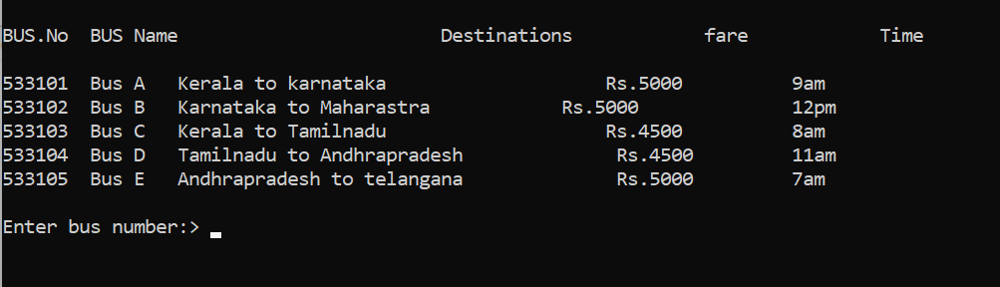 BUS.No  BUS Name                        Destinations            fare            Time
533101  Bus A   Kerala to karnataka                    Rs.5000          9am
533102  Bus B   Karnataka to Maharastra            Rs.5000              12pm
533103  Bus C   Kerala to Tamilnadu                    Rs.4500          8am
533104  Bus D   Tamilnadu to Andhrapradesh              Rs.4500         11am
533105  Bus E   Andhrapradesh to telangana              Rs.5000         7am
Enter bus number:>